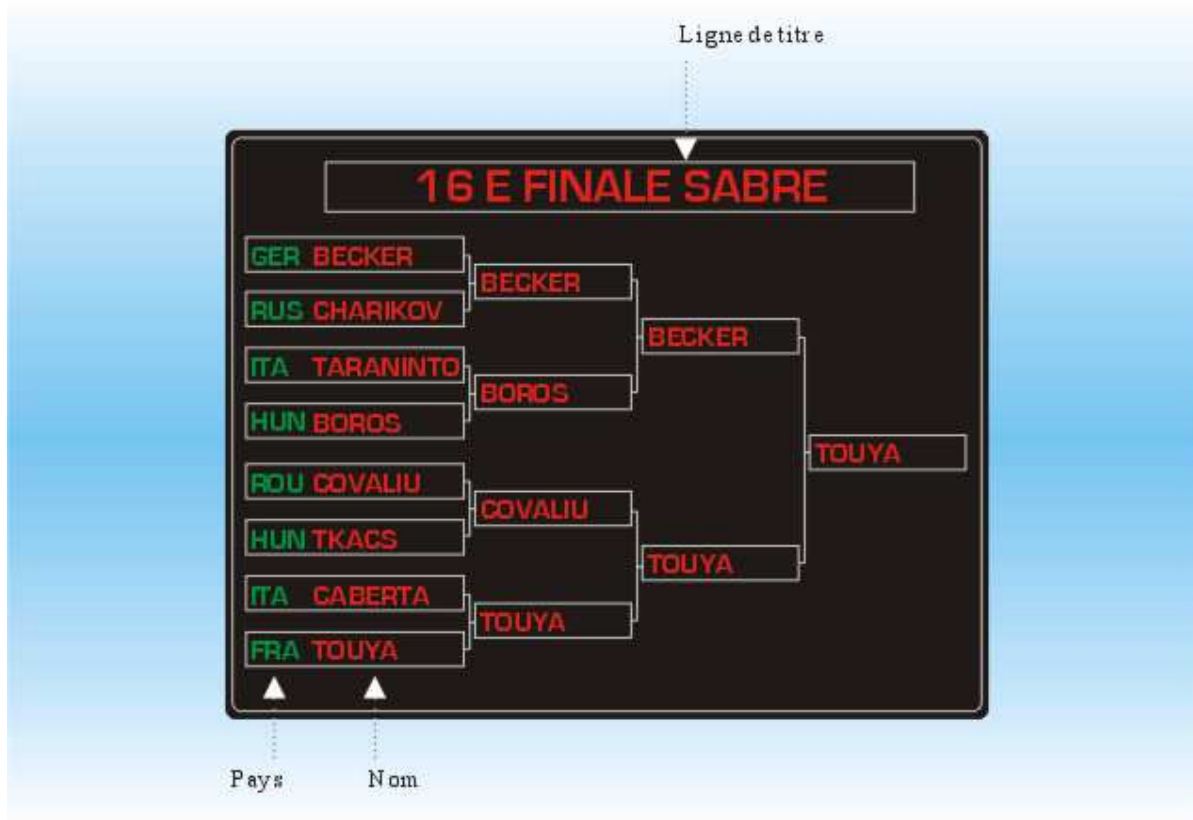 Ligne de titre
16 E FINALE SABRE
GER BECKER
RUS CHARIKOV
ITA TARANINTO
HUN BOROS
ROU COVALIU
HUN TKACS
ITA GABERTA
FRA TOUYA
BECKER
BOROS
COVALIU
TOUYA
BECKER
TOUYA
TOUYA
Pays
Nom